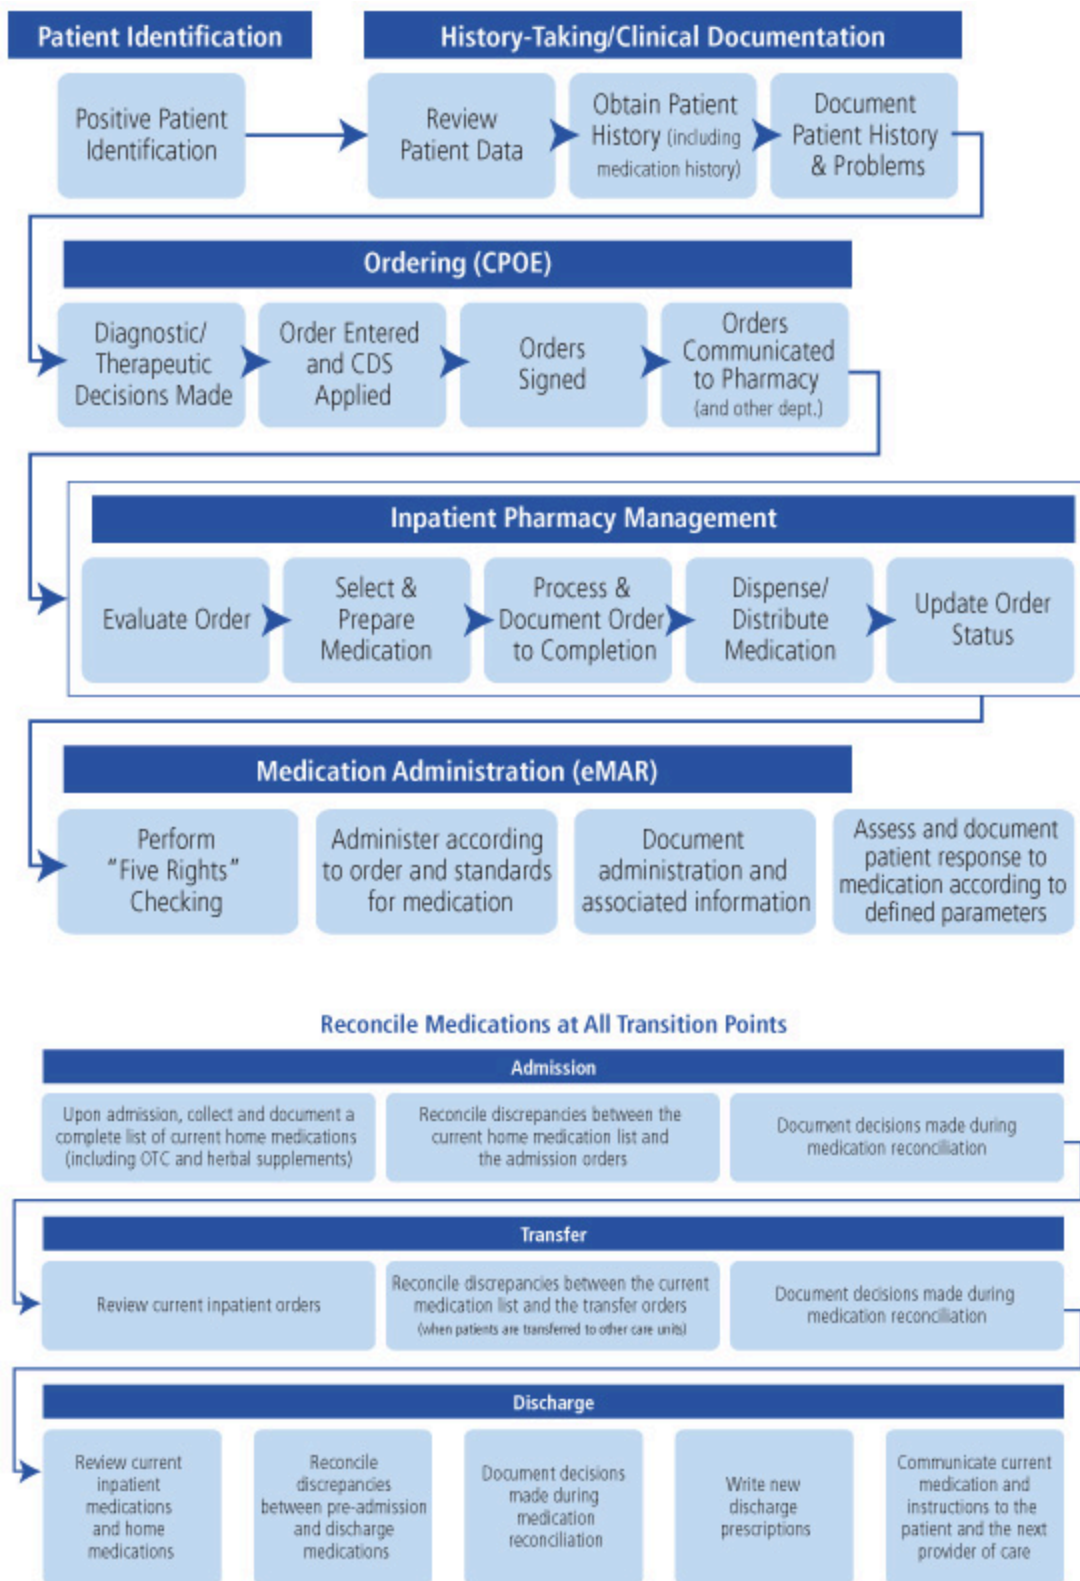 Patient Identification
History-Taking/Clinical Documentation
Positive Patient
Identification
Review
Patient Data
Obtain Patient
History (including
medication history)
Document
Patient History
& Problems
Ordering (CPOE)
Diagnostic/
Therapeutic
Decisions Made
Order Entered
and CDS
Applied
Orders
Signed
Orders
Communicated
to Pharmacy
(and other dept.)
Inpatient Pharmacy Management
Evaluate Order
Select &
Prepare
Medication
Process &
Document Order
to Completion
Dispense/
Distribute
Medication
Update Order
Status
Medication Administration (eMAR)
Perform
“Five Rights”
Checking
Administer according
to order and standards
for medication
Document
administration and
associated information
Assess and document
patient response to
medication according to
defined parameters
Reconcile Medications at All Transition Points
Admission
Upon admission, collect and document a
complete list of current home medications
(including OTC and herbal supplements)
Reconcile discrepancies between the
current home medication list and
the admission orders
Document decisions made during
medication reconciliation
Transfer
Review current inpatient orders
Reconcile discrepancies between the current
medication list and the transfer orders
(when patients are transferred to other care units)
Document decisions made during
medication reconciliation
Discharge
Review current
inpatient
medications
and home
medications
Reconcile
discrepancies
between pre-admission
and discharge
medications
Document decisions
made during
medication
reconciliation
Write new
discharge
prescriptions
Communicate current
medication and
instructions to the
patient and the next
provider of care